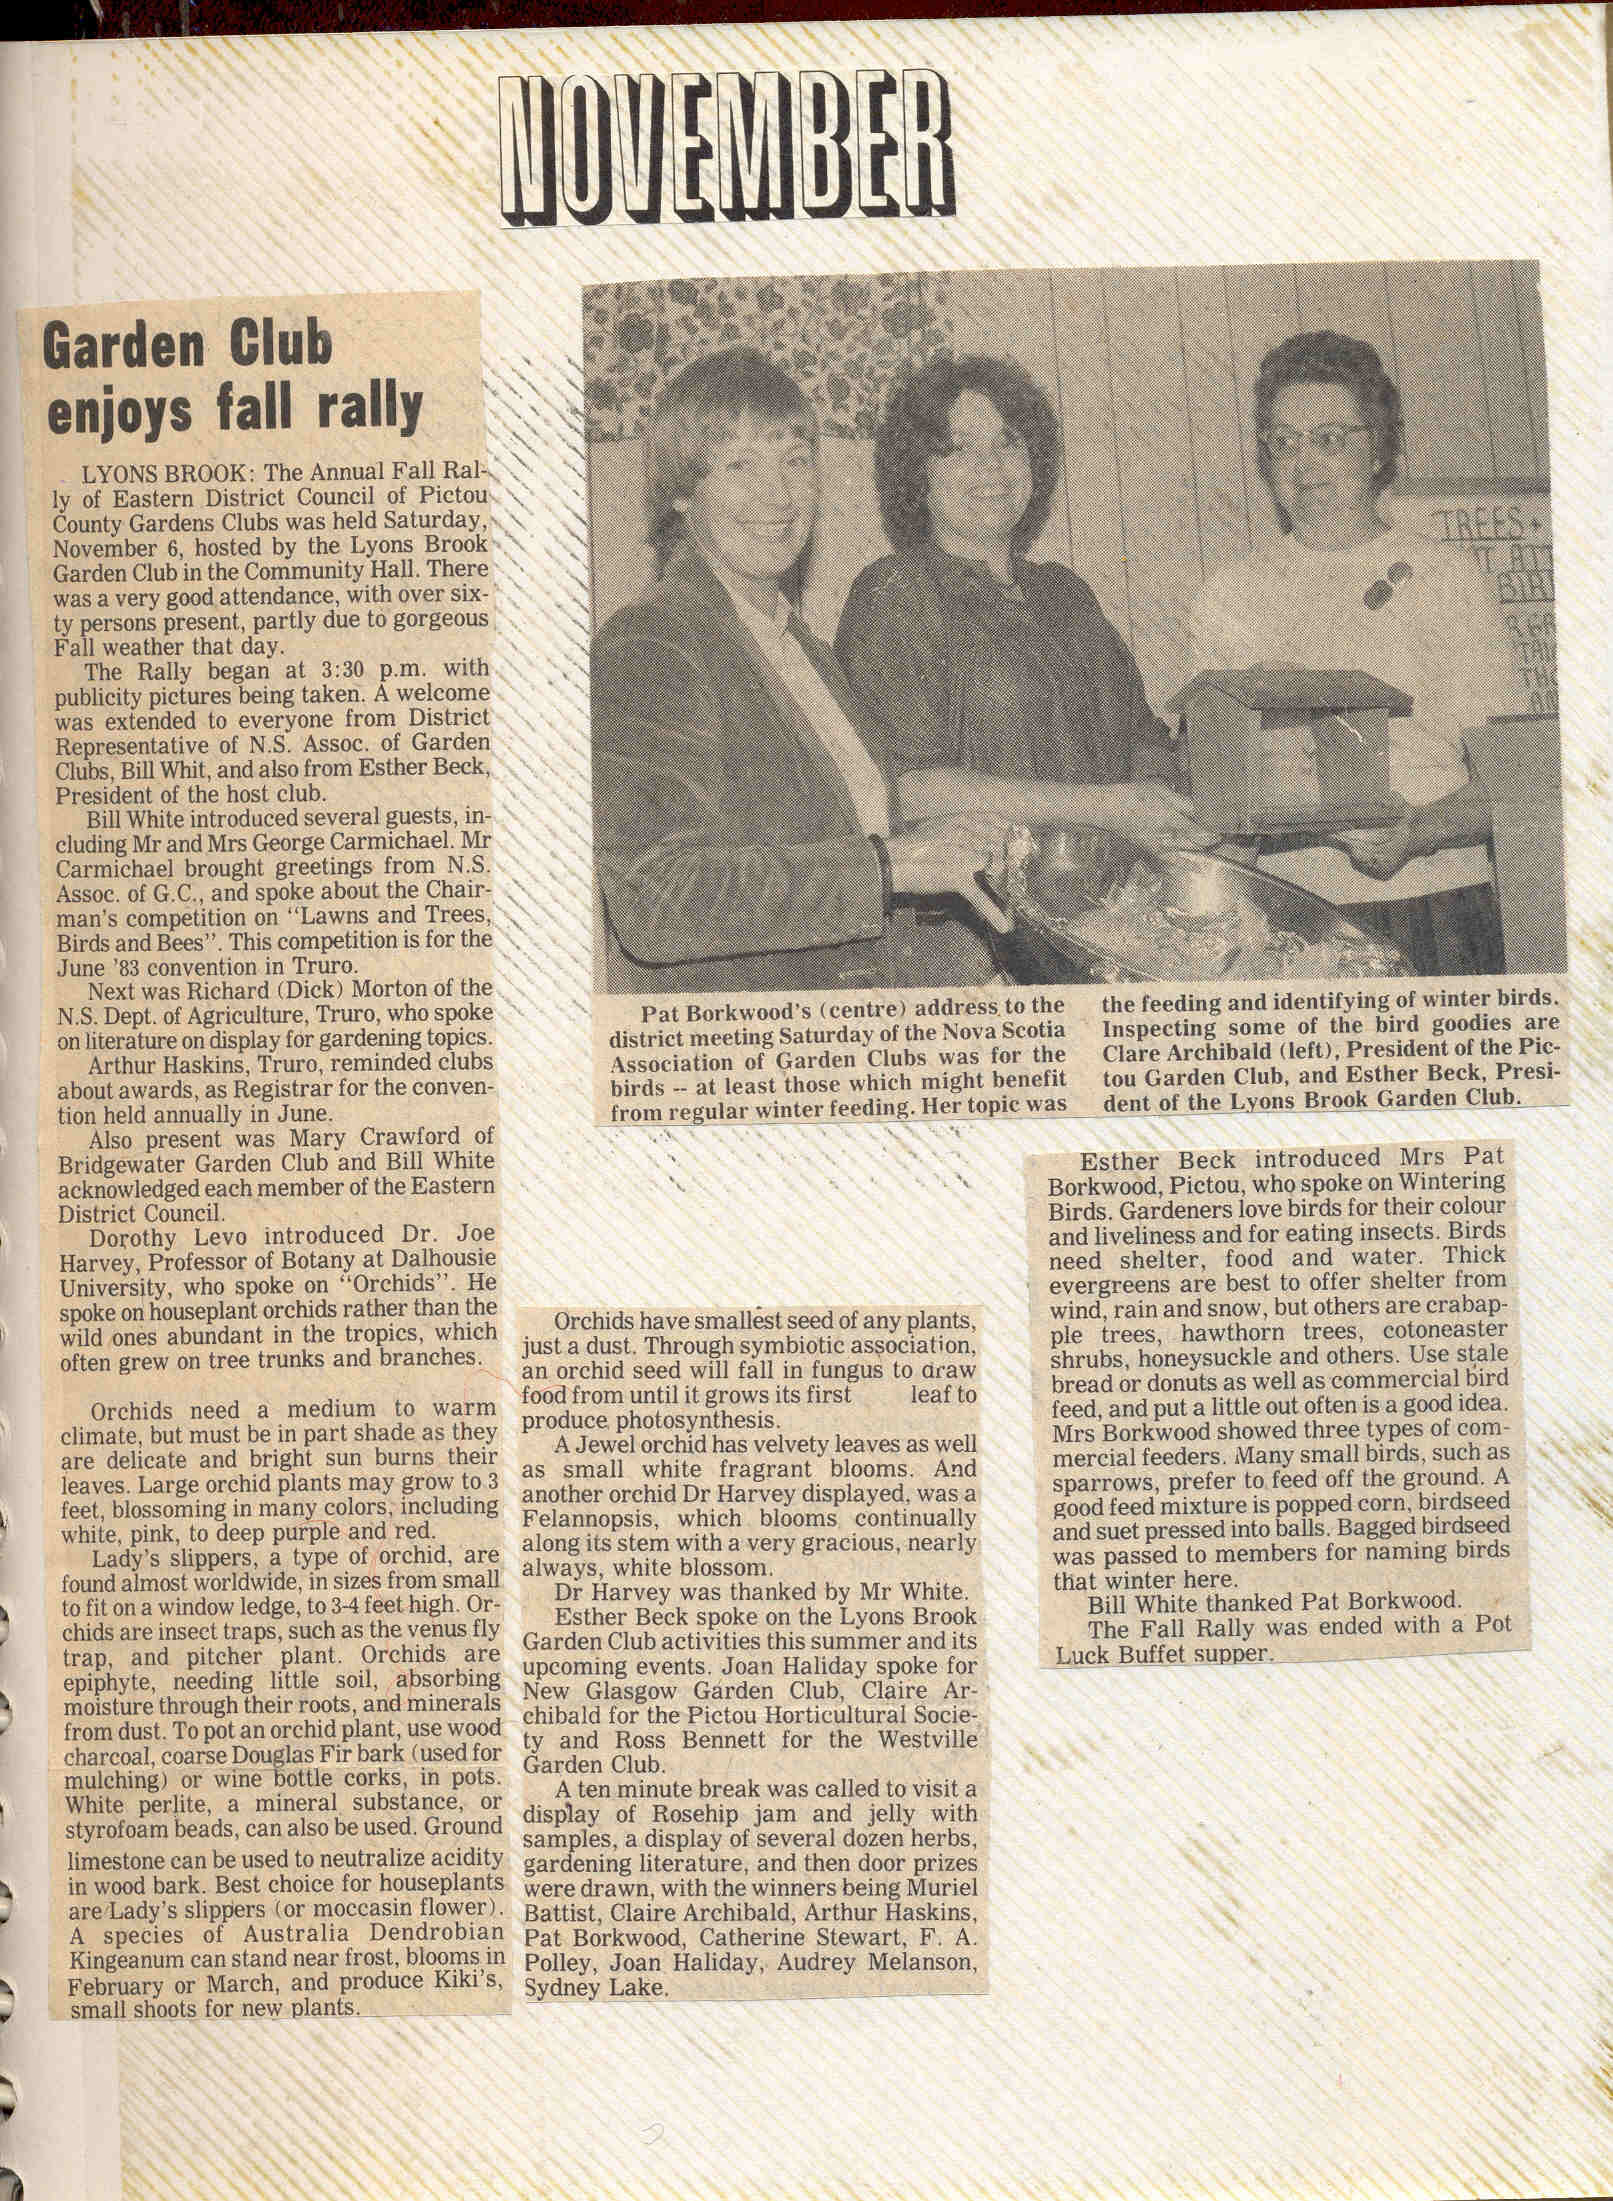 NOVEMBER
Garden Club
enjoys fall rally
LYONS BROOK: The Annual Fall Ral-
ly of Eastern District Council of Pictou
County Gardens Clubs was held Saturday,
November 6, hosted by the Lyons Brook
Garden Club in the Community Hall. There
was a very good attendance, with over six-
ty persons present, partly due to gorgeous
Fall weather that day.
The Rally began at 3:30 p.m. with
publicity pictures being taken. A welcome
was extended to everyone from District
Representative of N.S. Assoc. of Garden
Clubs, Bill Whit, and also from Esther Beck,
President of the host club.
Bill White introduced several guests, in-
cluding Mr and Mrs George Carmichael. Mr
Carmichael brought greetings from N.S.
Assoc. of G.C., and spoke about the Chair-
man's competition on "Lawns and Trees,
Birds and Bees". This competition is for the
June '83 convention in Truro.
Next was Richard (Dick) Morton of the
N.S. Dept. of Agriculture, Truro, who spoke
on literature on display for gardening topics.
Arthur Haskins, Truro, reminded clubs
about awards, as Registrar for the conven-
tion held annually in June.
Also present was Mary Crawford of
Bridgewater Garden Club and Bill White
acknowledged each member of the Eastern
District Council.
Dorothy Levo introduced Dr. Joe
Harvey, Professor of Botany at Dalhousie
University, who spoke on "Orchids". He
spoke on houseplant orchids rather than the
wild ones abundant in the tropics, which
often grew on tree trunks and branches.
Orchids need a medium to warm
climate, but must be in part shade as they
are delicate and bright sun burns their
leaves. Large orchid plants may grow to 3
feet, blossoming in many colors, including
white, pink, to deep purple and red.
Lady's slippers, a type of orchid, are
found almost worldwide, in sizes from small
to fit on a window ledge, to 3-4 feet high. Or-
chids are insect traps, such as the venus fly
trap, and pitcher plant. Orchids are
epiphyte, needing little soil, absorbing
moisture through their roots, and minerals
from dust. To pot an orchid plant, use wood
charcoal, coarse Douglas Fir bark (used for
mulching) or wine bottle corks, in pots.
White perlite, a mineral substance, or
styrofoam beads, can also be used. Ground
limestone can be used to neutralize acidity
in wood bark. Best choice for houseplants
are Lady's slippers (or moccasin flower).
A species of Australia Dendrobian
Kingeanum can stand near frost, blooms in
February or March, and produce Kiki's,
small shoots for new plants.
Orchids have smallest seed of any plants,
just a dust. Through symbiotic association,
an orchid seed will fall in fungus to draw
food from until it grows its first leaf to
produce photosynthesis.
A Jewel orchid has velvety leaves as well
as small white fragrant blooms. And
another orchid Dr Harvey displayed, was a
Felannopsis, which blooms continually
along its stem with a very gracious, nearly
always, white blossom.
Dr Harvey was thanked by Mr White.
Esther Beck spoke on the Lyons Brook
Garden Club activities this summer and its
upcoming events. Joan Haliday spoke for
New Glasgow Garden Club, Claire Ar-
chibald for the Pictou Horticultural Socie-
ty and Ross Bennett for the Westville
Garden Club.
A ten minute break was called to visit a
display of Rosehip jam and jelly with
samples, a display of several dozen herbs,
gardening literature, and then door prizes
were drawn, with the winners being Muriel
Battist, Claire Archibald, Arthur Haskins,
Pat Borkwood, Catherine Stewart, F. A.
Polley, Joan Haliday, Audrey Melanson,
Sydney Lake.
TREES +
BIR
Pat Borkwood's (centre) address to the
district meeting Saturday of the Nova Scotia
Association of Garden Clubs was for the
birds -- at least those which might benefit
from regular winter feeding. Her topic was
the feeding and identifying of winter birds.
Inspecting some of the bird goodies are
Clare Archibald (left), President of the Pic-
tou Garden Club, and Esther Beck, Presi-
dent of the Lyons Brook Garden Club.
Esther Beck introduced Mrs Pat
Borkwood, Pictou, who spoke on Wintering
Birds. Gardeners love birds for their colour
and liveliness and for eating insects. Birds
need shelter, food and water. Thick
evergreens are best to offer shelter from
wind, rain and snow, but others are crabap-
ple trees, hawthorn trees, cotoneaster
shrubs, honeysuckle and others. Use stale
bread or donuts as well as commercial bird
feed, and put a little out often is a good idea.
Mrs Borkwood showed three types of com-
mercial feeders. Many small birds, such as
sparrows, prefer to feed off the ground. A
good feed mixture is popped corn, birdseed
and suet pressed into balls. Bagged birdseed
was passed to members for naming birds
that winter here.
Bill White thanked Pat Borkwood.
The Fall Rally was ended with a Pot
Luck Buffet supper.